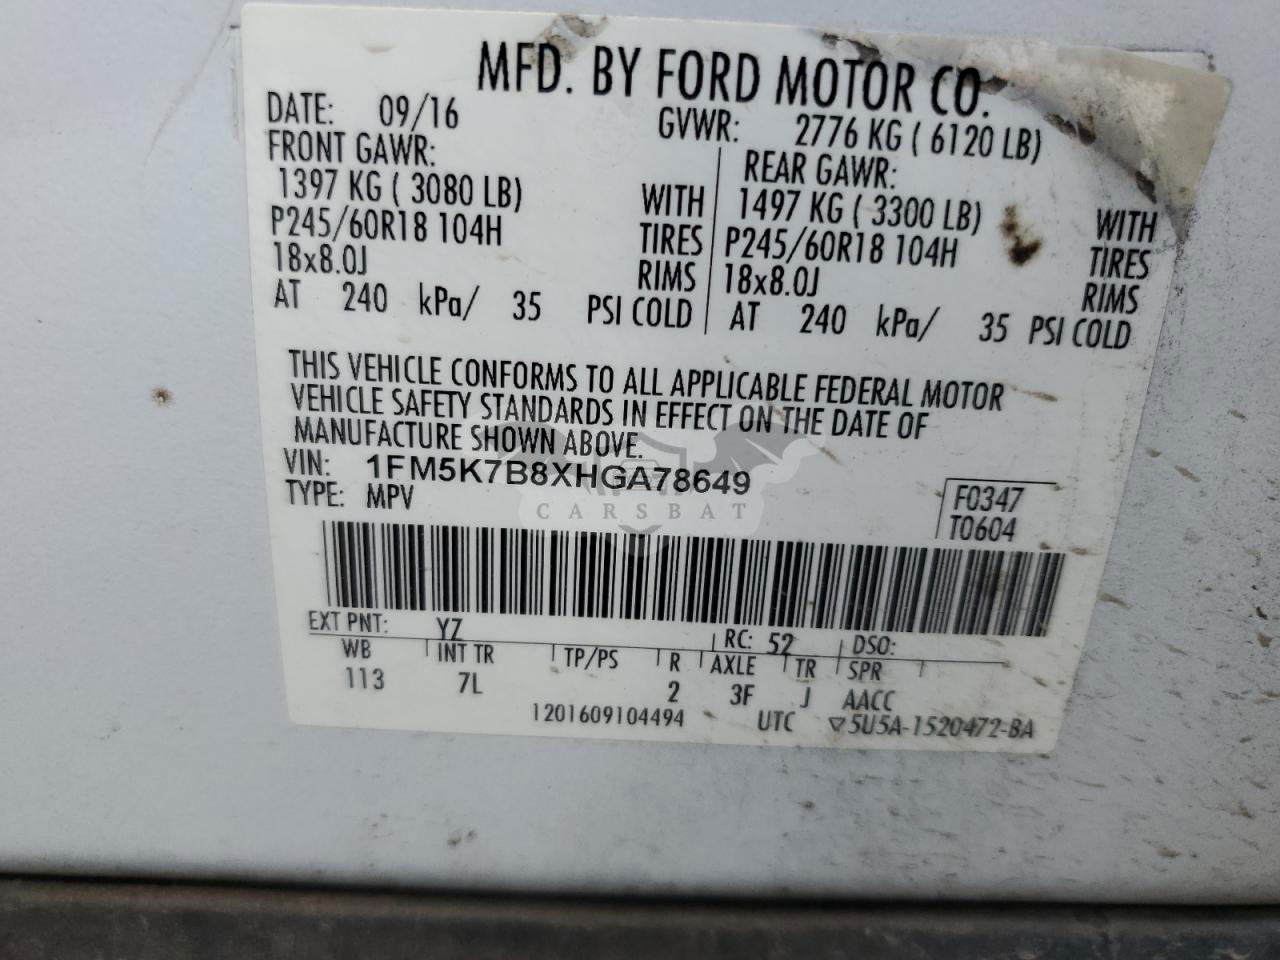 MFD. BY FORD MOTOR CO.
DATE: 09/16 GVWR: 2776 KG ( 6120 LB)
FRONT GAWR: REAR GAWR:
1397 KG ( 3080 LB) WITH 1497 KG ( 3300 LB) WITH
P245/60R18 104H TIRES P245/60R18 104H TIRES
18x8.0J RIMS 18x8.0J RIMS
AT 240 kPa/ 35 PSI COLD AT 240 kPa/ 35 PSI COLD
THIS VEHICLE CONFORMS TO ALL APPLICABLE FEDERAL MOTOR
VEHICLE SAFETY STANDARDS IN EFFECT ON THE DATE OF
MANUFACTURE SHOWN ABOVE.
VIN: 1FM5K7B8XHGA78649
TYPE: MPV
F0347
T0604
CARSBAT
EXT PNT: YZ RC: 52 DSO:
WB INT TR TP/PS R AXLE TR SPR
113 7L 2 3F J AACC
1201609104494 UTC ▽5U5A-1520472-BA